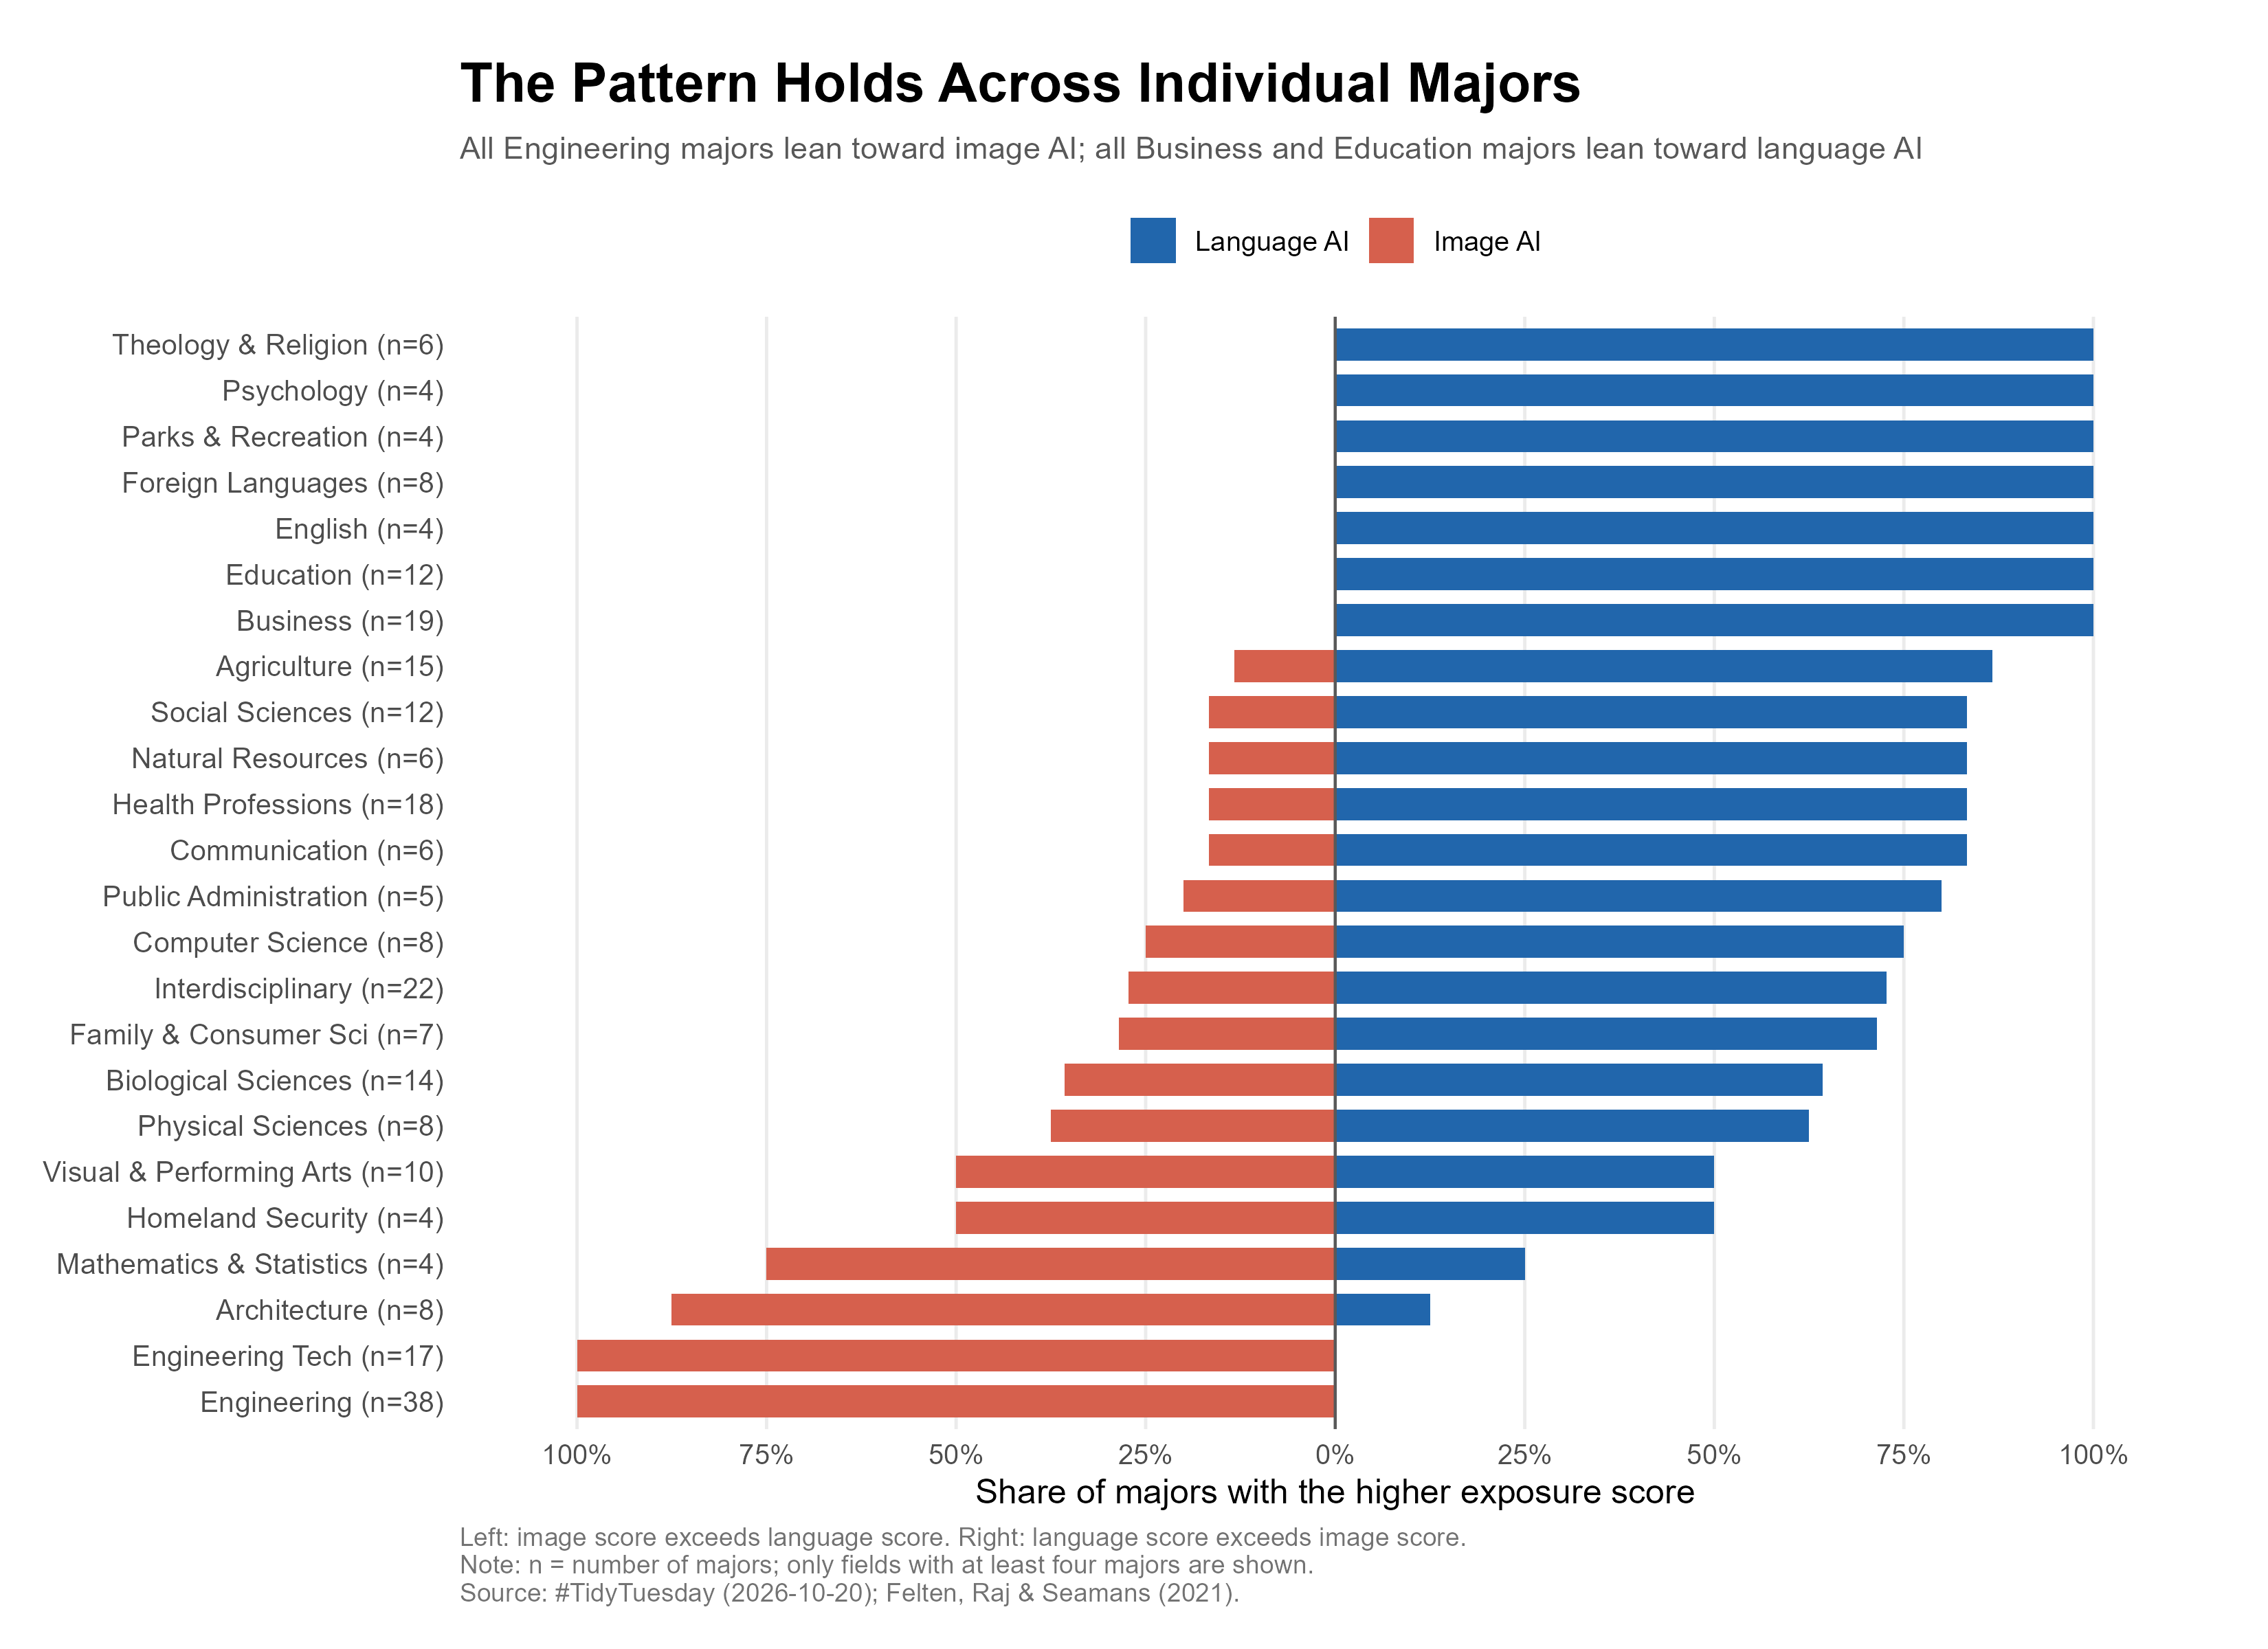 The Pattern Holds Across Individual Majors
All Engineering majors lean toward image AI; all Business and Education majors lean toward language AI
Language AI
Image AI
Theology & Religion (n=6)
Psychology (n=4)
Parks & Recreation (n=4)
Foreign Languages (n=8)
English (n=4)
Education (n=12)
Business (n=19)
Agriculture (n=15)
Social Sciences (n=12)
Natural Resources (n=6)
Health Professions (n=18)
Communication (n=6)
Public Administration (n=5)
Computer Science (n=8)
Interdisciplinary (n=22)
Family & Consumer Sci (n=7)
Biological Sciences (n=14)
Physical Sciences (n=8)
Visual & Performing Arts (n=10)
Homeland Security (n=4)
Mathematics & Statistics (n=4)
Architecture (n=8)
Engineering Tech (n=17)
Engineering (n=38)
100% 75% 50% 25% 0% 25% 50% 75% 100%
Share of majors with the higher exposure score
Left: image score exceeds language score. Right: language score exceeds image score.
Note: n = number of majors; only fields with at least four majors are shown.
Source: #TidyTuesday (2026-10-20); Felten, Raj & Seamans (2021).